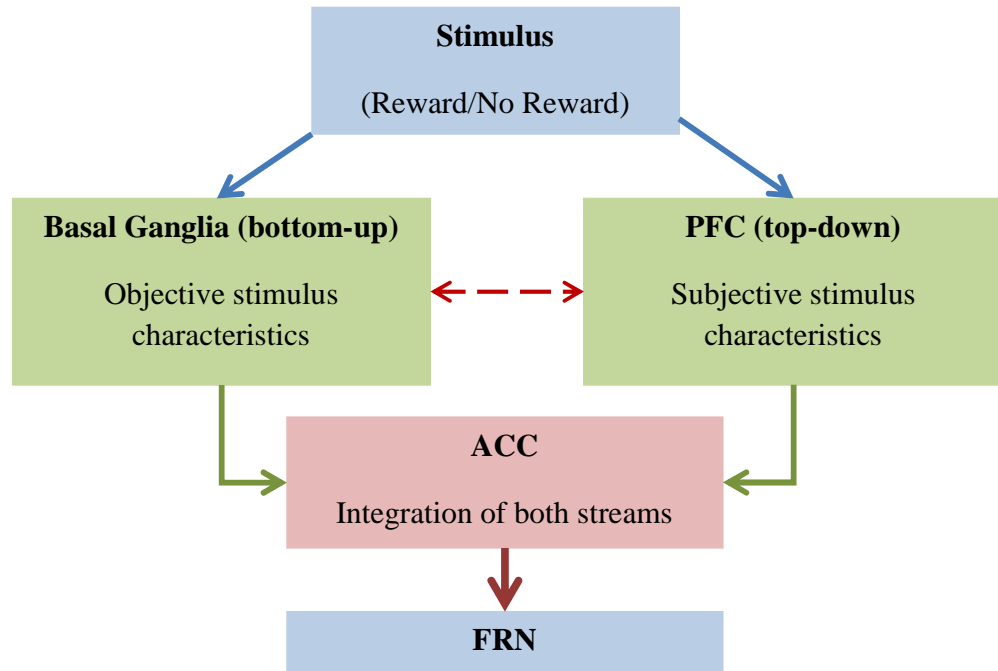 Stimulus
(Reward/No Reward)
Basal Ganglia (bottom-up)
Objective stimulus
characteristics
PFC (top-down)
Subjective stimulus
characteristics
ACC
Integration of both streams
FRN